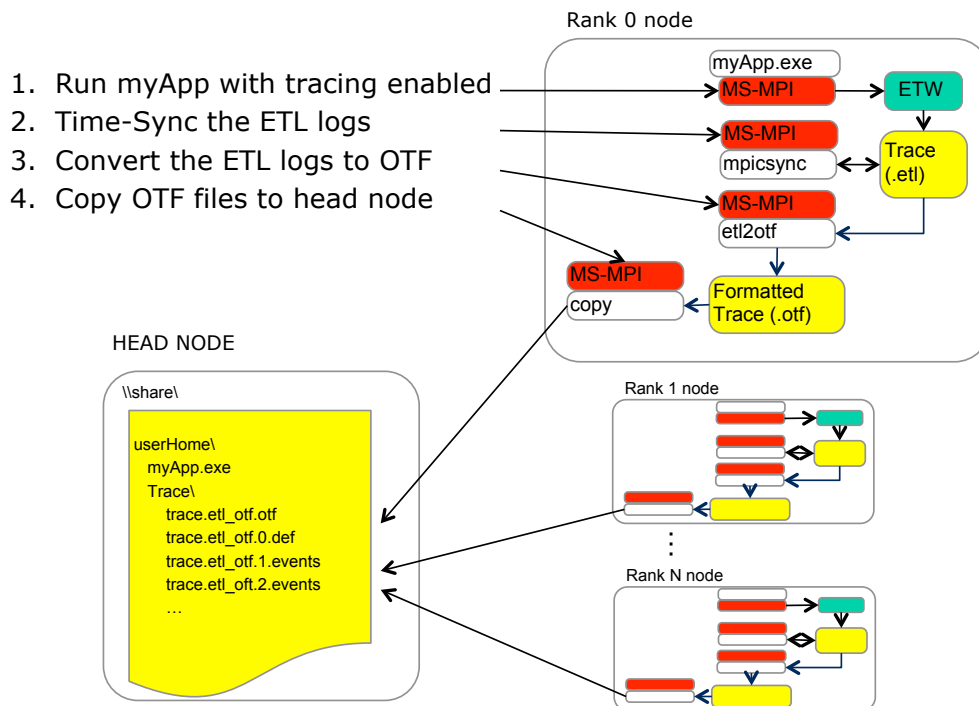 Rank 0 node
1. Run myApp with tracing enabled
2. Time-Sync the ETL logs
3. Convert the ETL logs to OTF
4. Copy OTF files to head node
myApp.exe
MS-MPI
ETW
MS-MPI
mpicsync
Trace
(.etl)
MS-MPI
etl2otf
MS-MPI
copy
Formatted
Trace (.otf)
HEAD NODE
\\share\
userHome\
myApp.exe
Trace\
trace.etl_otf.otf
trace.etl_otf.0.def
trace.etl_otf.1.events
trace.etl_oft.2.events
…
Rank 1 node
…
Rank N node